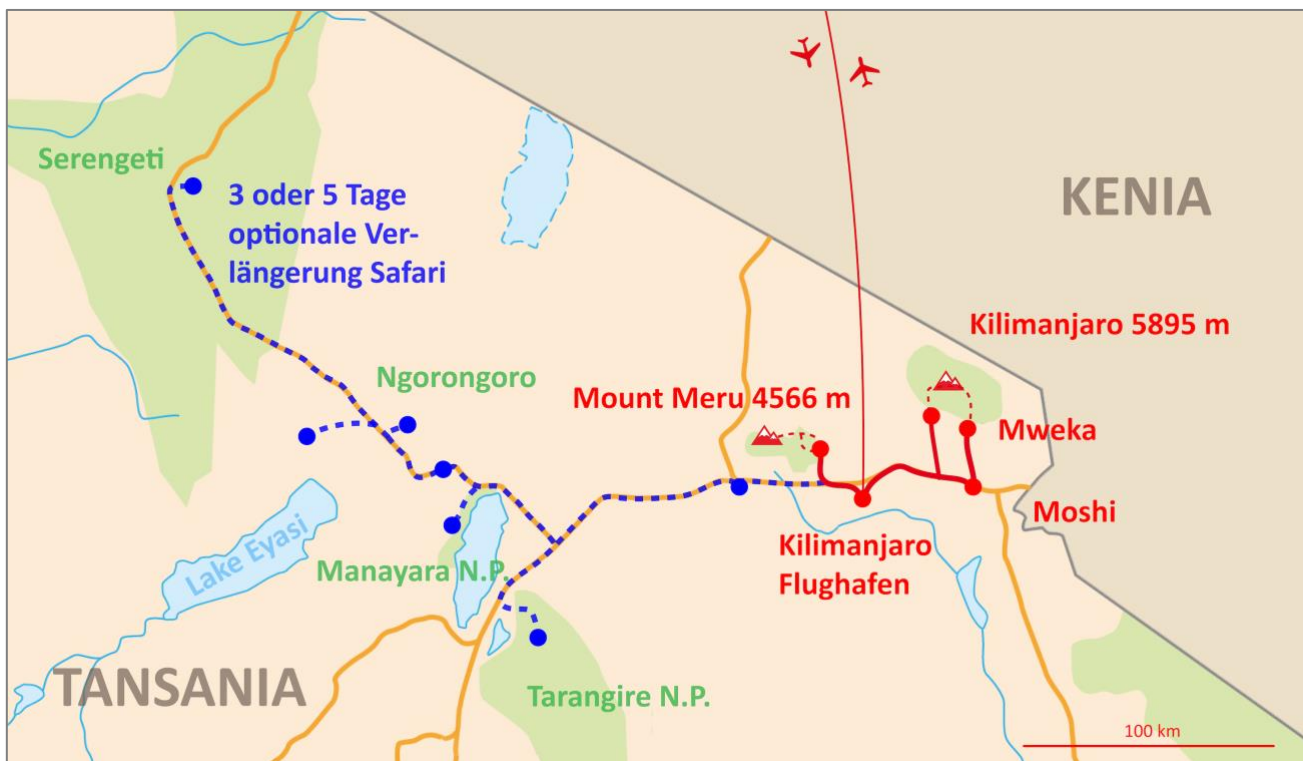 Serengeti
3 oder 5 Tage
optionale Ver-
längerung Safari
KENIA
Kilimanjaro 5895 m
Ngorongoro
Mount Meru 4566 m
Mweka
Moshi
Kilimanjaro
Flughafen
Lake Eyasi
Manayara N.P.
TANSANIA
Tarangire N.P.
100 km